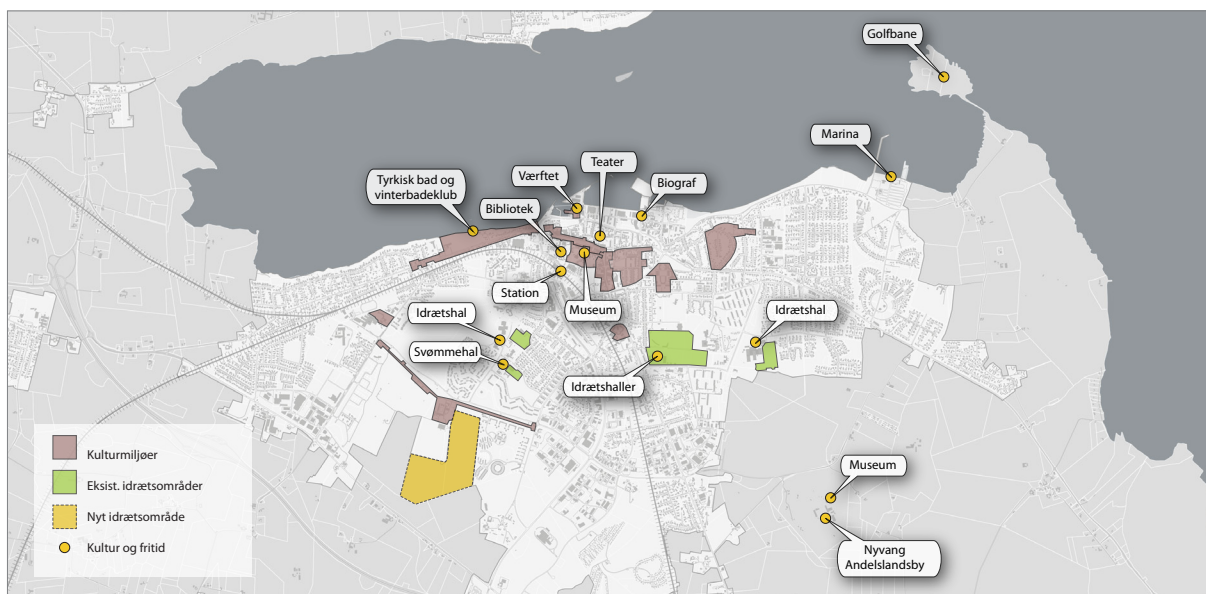 Golfbane
Marina
Teater
Værftet
Biograf
Tyrkisk bad og
vinterbadeklub
Bibliotek
Station
Museum
Idrætshal
Idrætshal
Svømmehal
Idrætshaller
Museum
Nyvang
Andelslandsby
Kulturmiljøer
Eksist. idrætsområder
Nyt idrætsområde
Kultur og fritid